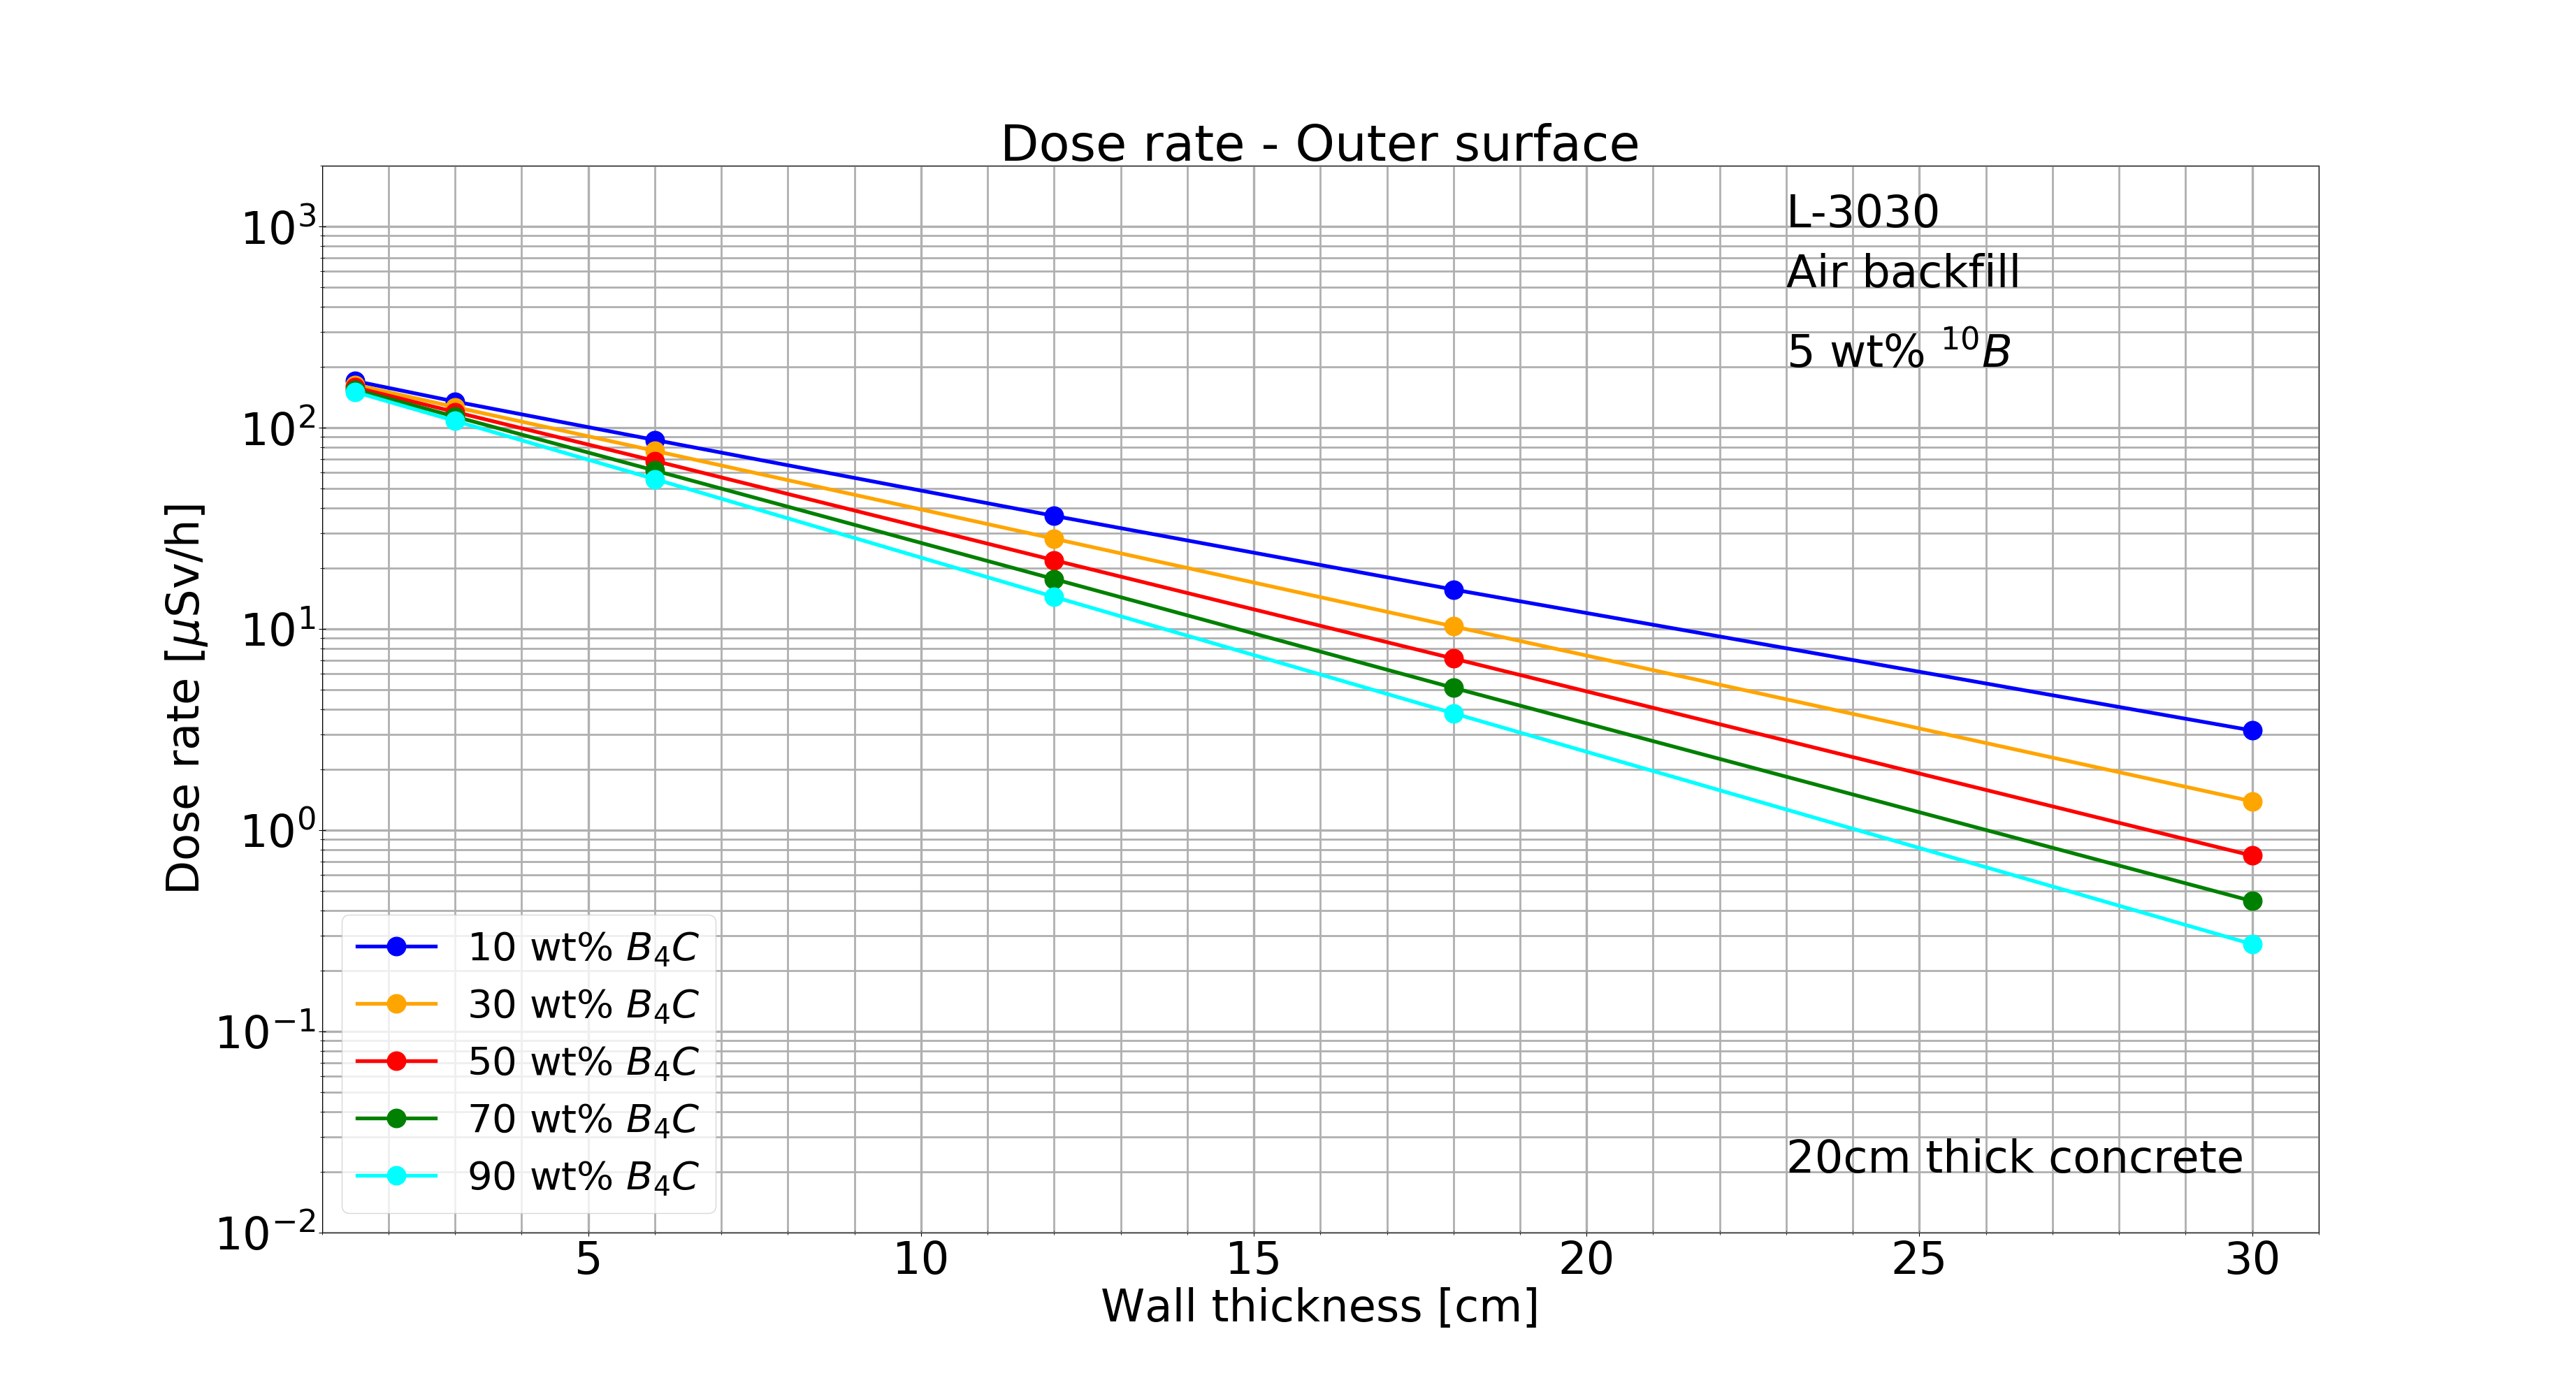 Dose rate - Outer surface
L-3030
Air backfill
5 wt% ¹⁰B
10³
10²
10¹
10⁰
10⁻¹
10⁻²
Dose rate [μSv/h]
10 wt% B₄C
30 wt% B₄C
50 wt% B₄C
70 wt% B₄C
90 wt% B₄C
20cm thick concrete
5 10 15 20 25 30
Wall thickness [cm]